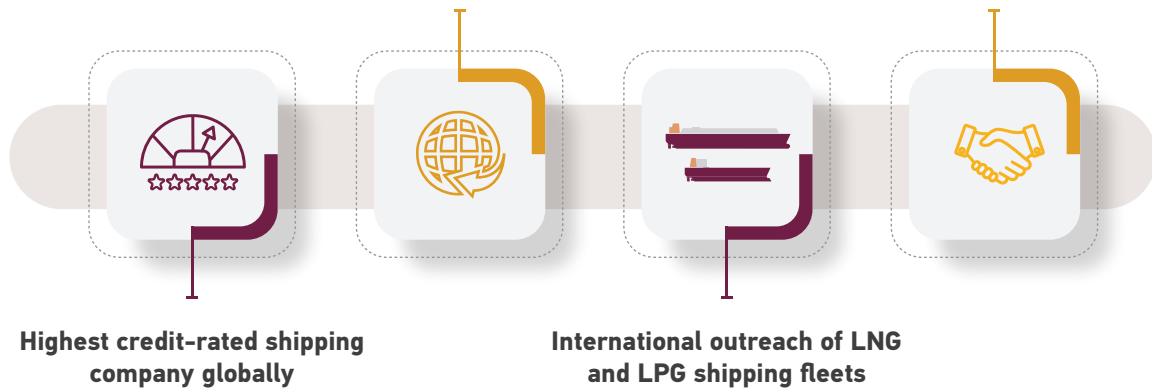 Highest credit-rated shipping
company globally
International outreach of LNG
and LPG shipping fleets